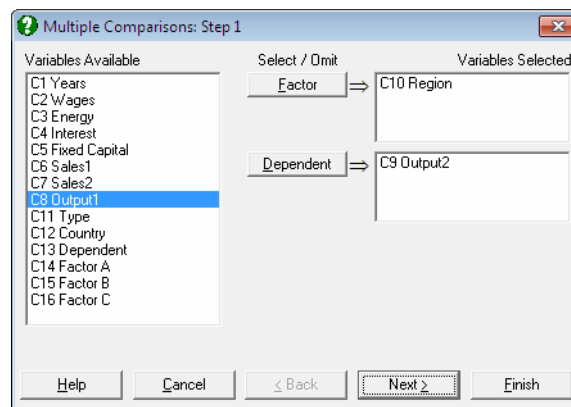 Multiple Comparisons: Step 1
Variables Available
Select / Omit
Variables Selected
C1 Years
C2 Wages
C3 Energy
C4 Interest
C5 Fixed Capital
C6 Sales1
C7 Sales2
C8 Output1
C11 Type
C12 Country
C13 Dependent
C14 Factor A
C15 Factor B
C16 Factor C
Factor
C10 Region
Dependent
C9 Output2
Help
Cancel
< Back
Next >
Finish